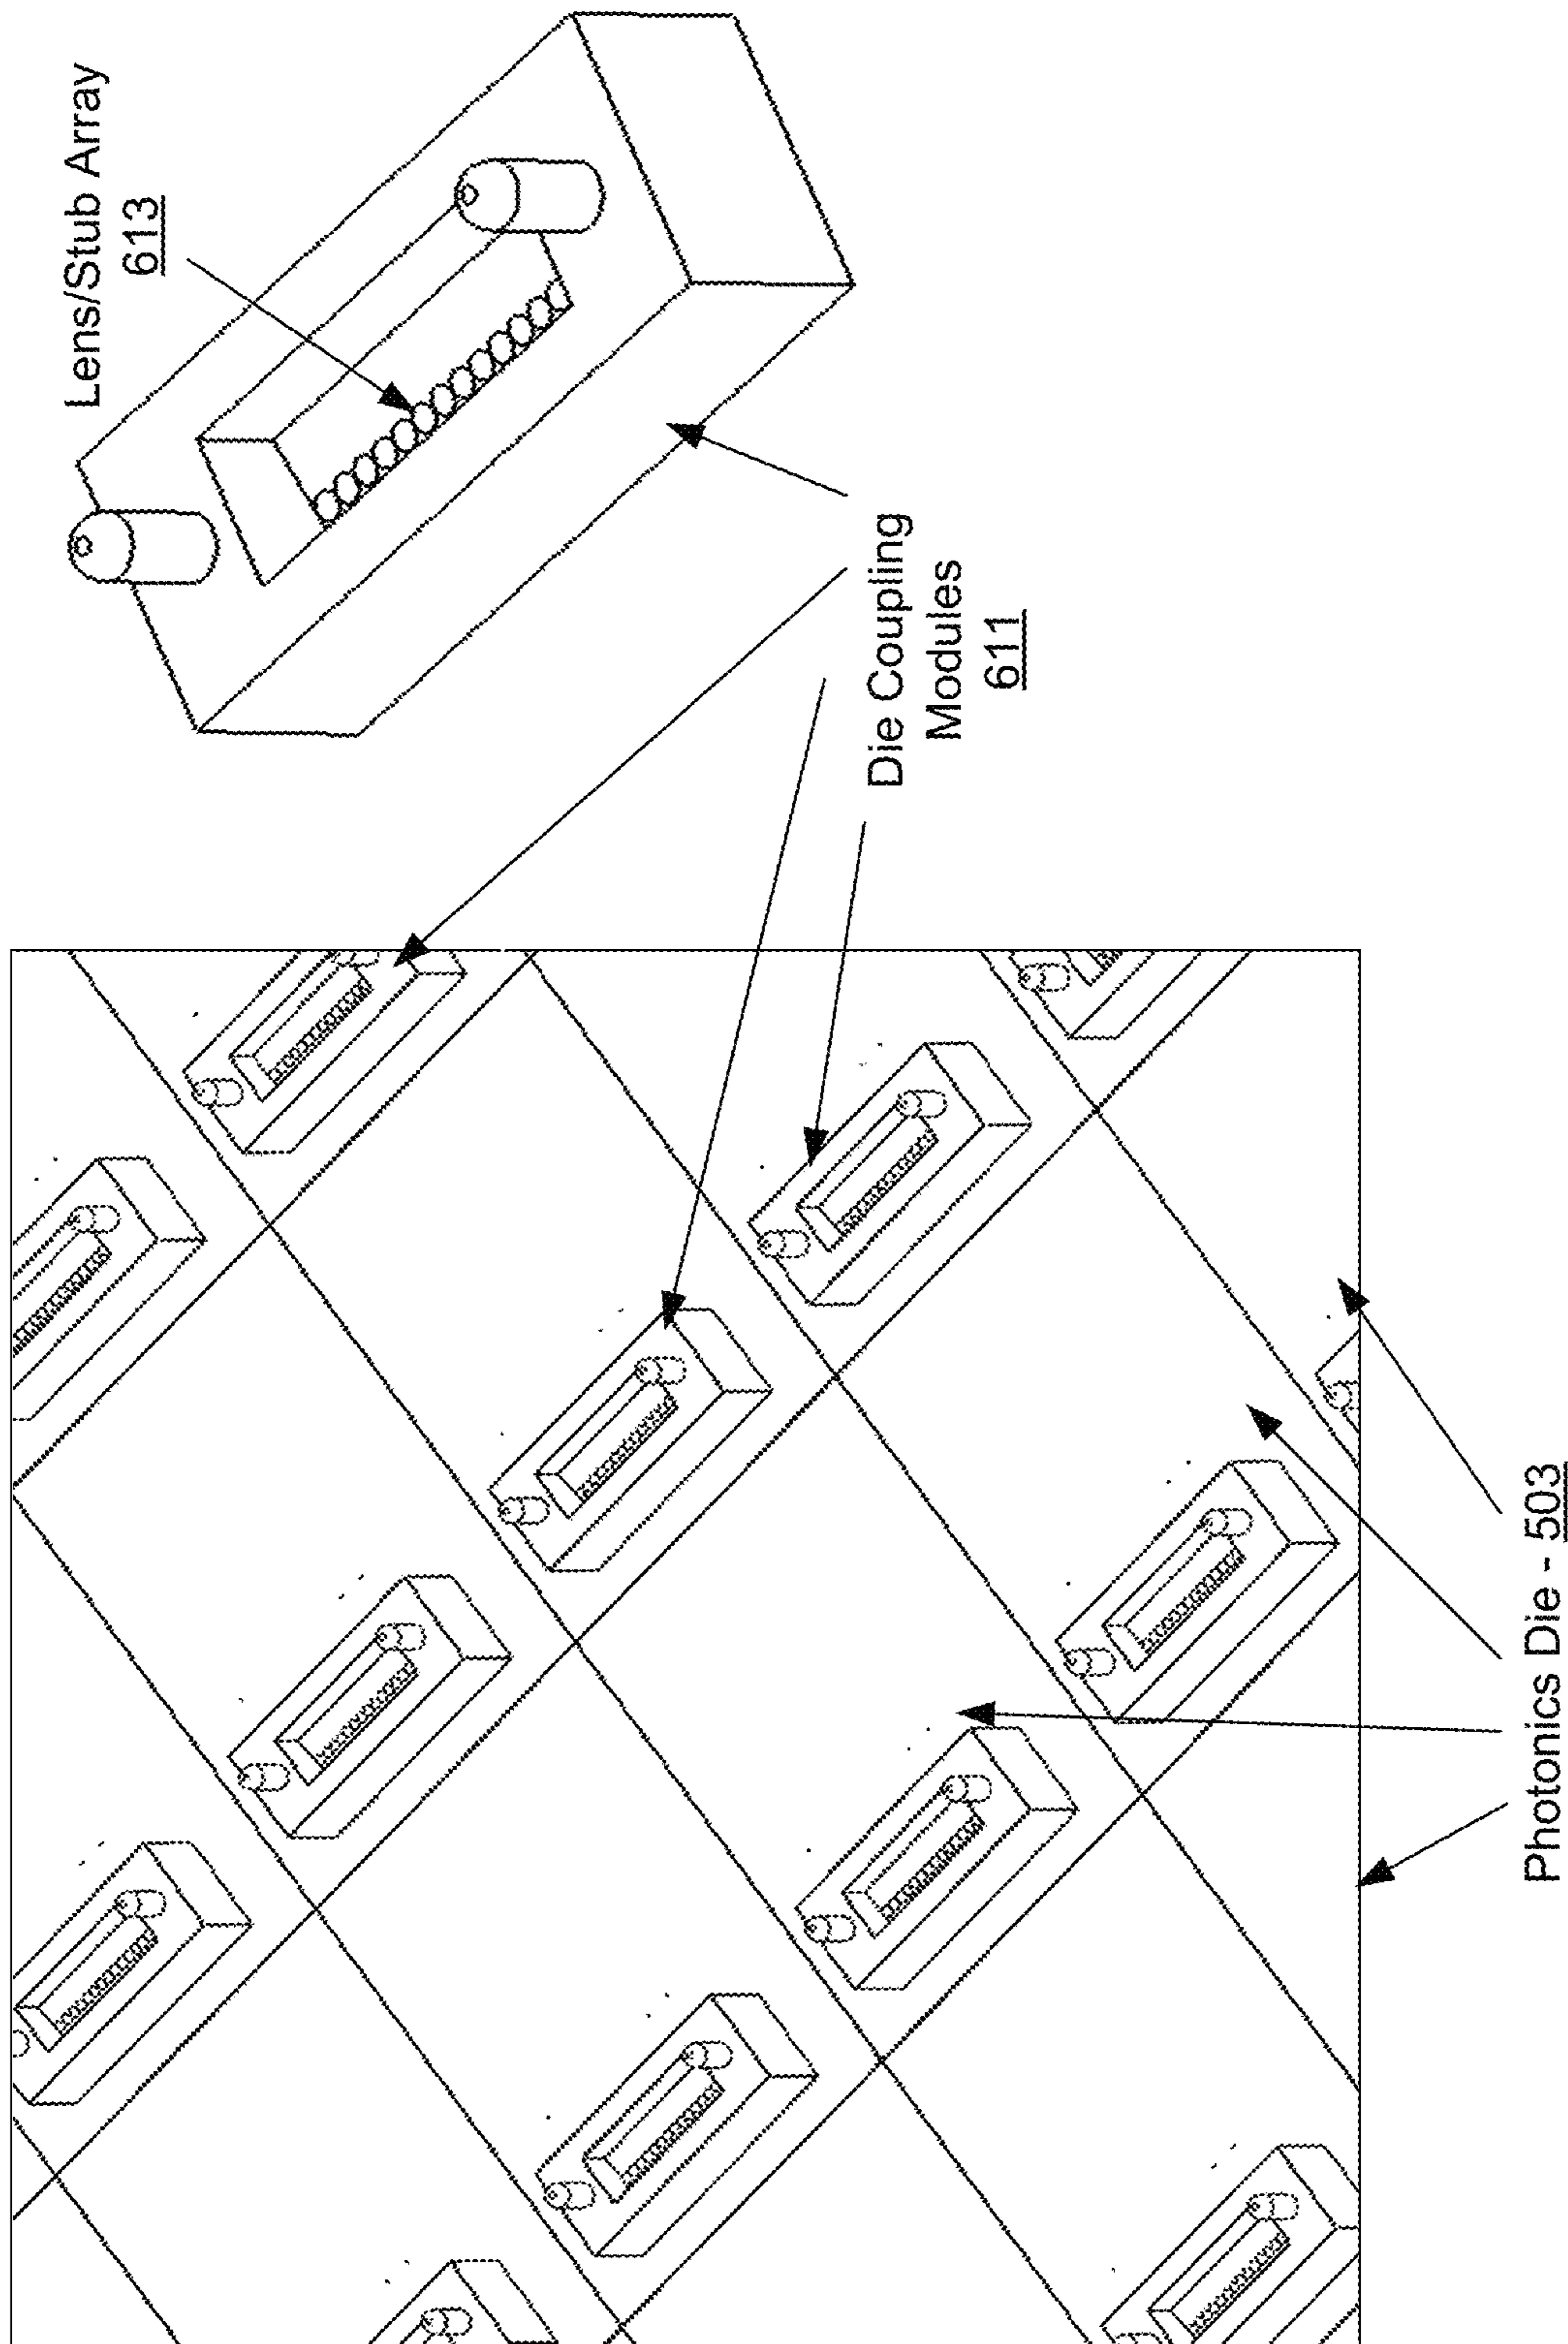 Lens/Stub Array
613
Die Coupling
Modules
611
Photonics Die - 503